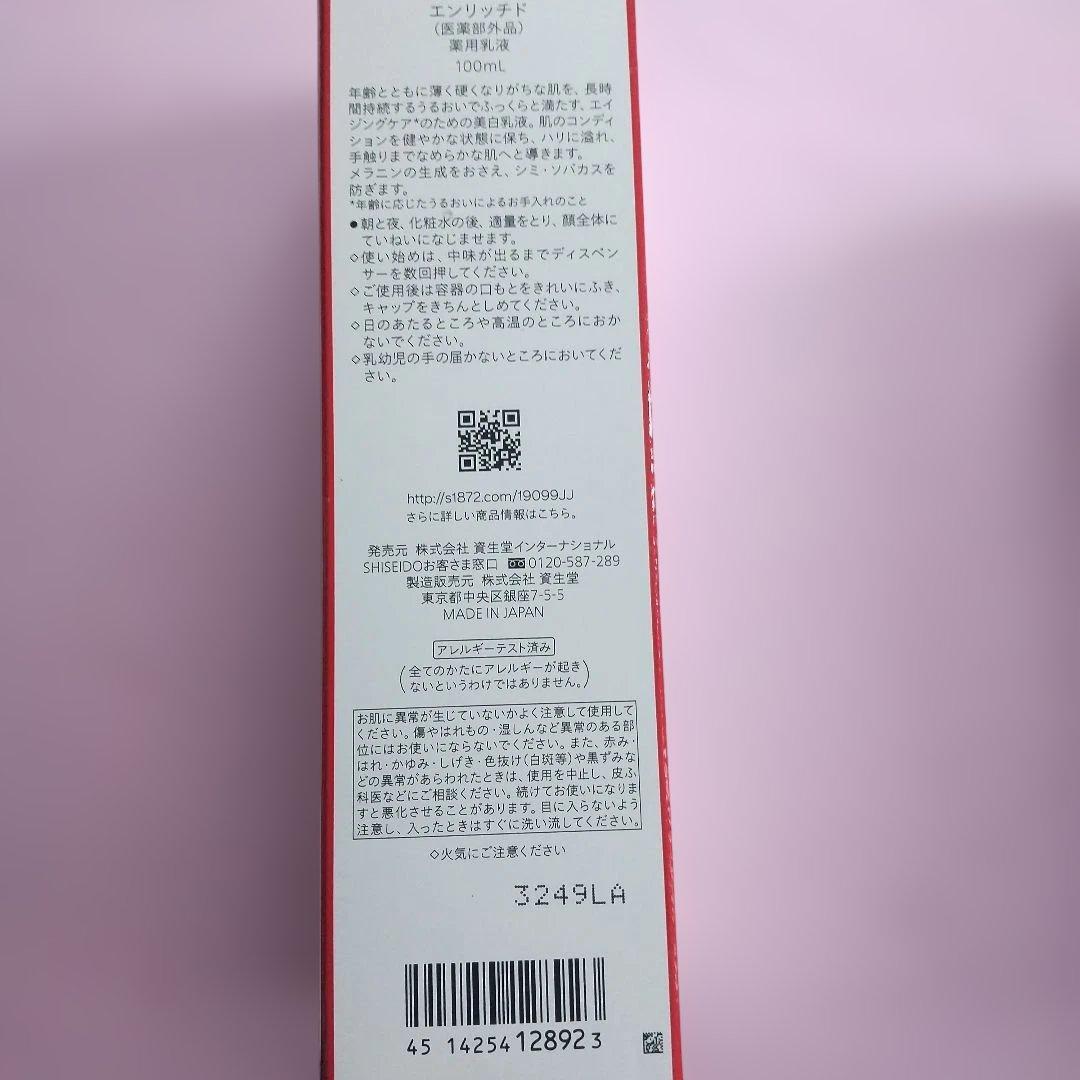 エンリッチド
(医薬部外品)
薬用乳液
100mL
年齢とともに薄く硬くなりがちな肌を、長時
間持続するうるおいでふっくらと満たす、エイ
ジングケア*のための美白乳液。肌のコンディ
ションを健やかな状態に保ち、ハリに溢れ、
手触りまでなめらかな肌へと導きます。
メラニンの生成をおさえ、シミ・ソバカスを
防ぎます。
*年齢に応じたうるおいによるお手入れのこと
●朝と夜、化粧水の後、適量をとり、顔全体に
ていねいになじませます。
◇使い始めは、中味が出るまでディスペン
サーを数回押してください。
◇ご使用後は容器の口もとをきれいにふき、
キャップをきちんとしめてください。
◇日のあたるところや高温のところにおか
ないでください。
◇乳幼児の手の届かないところにおいてくだ
さい。
http://s1872.com/19099JJ
さらに詳しい商品情報はこちら。
発売元 株式会社 資生堂インターナショナル
SHISEIDOお客さま窓口 0120-587-289
製造販売元 株式会社 資生堂
東京都中央区銀座7-5-5
MADE IN JAPAN
アレルギーテスト済み
(全てのかたにアレルギーが起き
ないというわけではありません。)
お肌に異常が生じていないかよく注意して使用して
ください。傷やはれもの・湿しんなど異常のある部
位にはお使いにならないでください。また、赤み・
はれ・かゆみ・しげき・色抜け(白斑等)や黒ずみな
どの異常があらわれたときは、使用を中止し、皮ふ
科医などにご相談ください。続けてお使いになりま
すと悪化させることがあります。目に入らないよう
注意し、入ったときはすぐに洗い流してください。
◇火気にご注意ください
3249LA
45 14254 12892 3